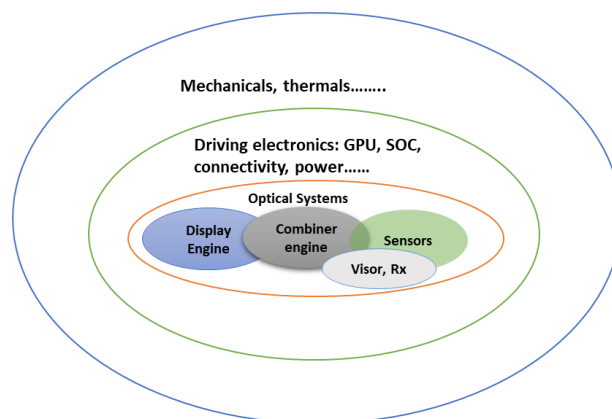 Mechanicals, thermals……..
Driving electronics: GPU, SOC,
connectivity, power……
Optical Systems
Display
Engine
Combiner
engine
Sensors
Visor, Rx